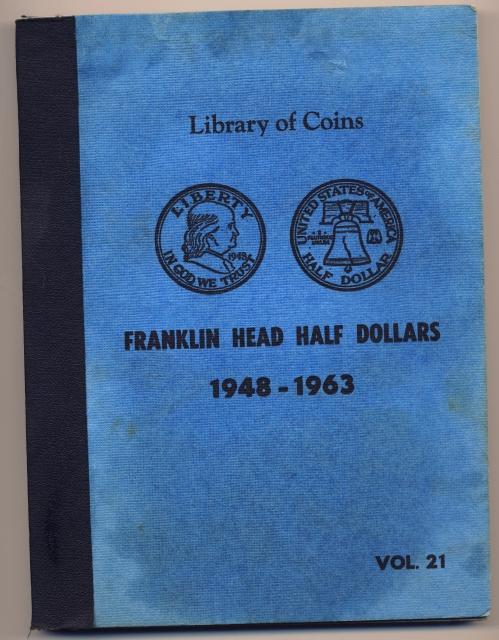 Library of Coins
LIBERTY
1948
IN GOD WE TRUST
UNITED STATES OF AMERICA
HALF DOLLAR
FRANKLIN HEAD HALF DOLLARS
1948 - 1963
VOL. 21